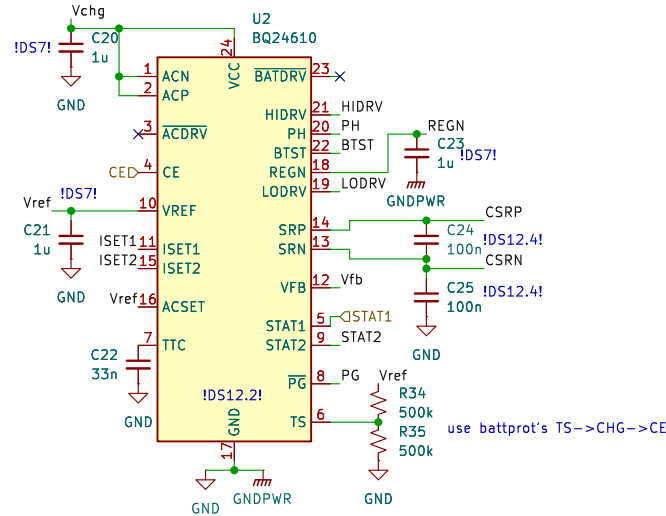 Vchg
U2
BQ24610
!DS7!
C20
1u
GND
24
VCC
1
ACN
2
ACP
3
ACDRV
4
CE
CE
BATDRV
23
HIDRV
21
HIDRV
PH
20
PH
BTST
22
BTST
REGN
18
REGN
C23
!DS7!
1u
GNDPWR
LODRV
19
LODRV
Vref
!DS7!
10
VREF
C21
1u
GND
ISET1
11
ISET1
ISET2
15
ISET2
SRP
14
CSRP
C24
100n
!DS12.4!
SRN
13
CSRN
C25
100n
!DS12.4!
GND
VFB
12
Vfb
Vref
16
ACSET
STAT1
5
STAT1
STAT2
9
STAT2
7
TTC
C22
33n
GND
PG
8
PG
!DS12.2!
Vref
R34
500k
TS
6
R35
500k
use battprot's TS->CHG->CE
GND
GND
17
GND
GNDPWR